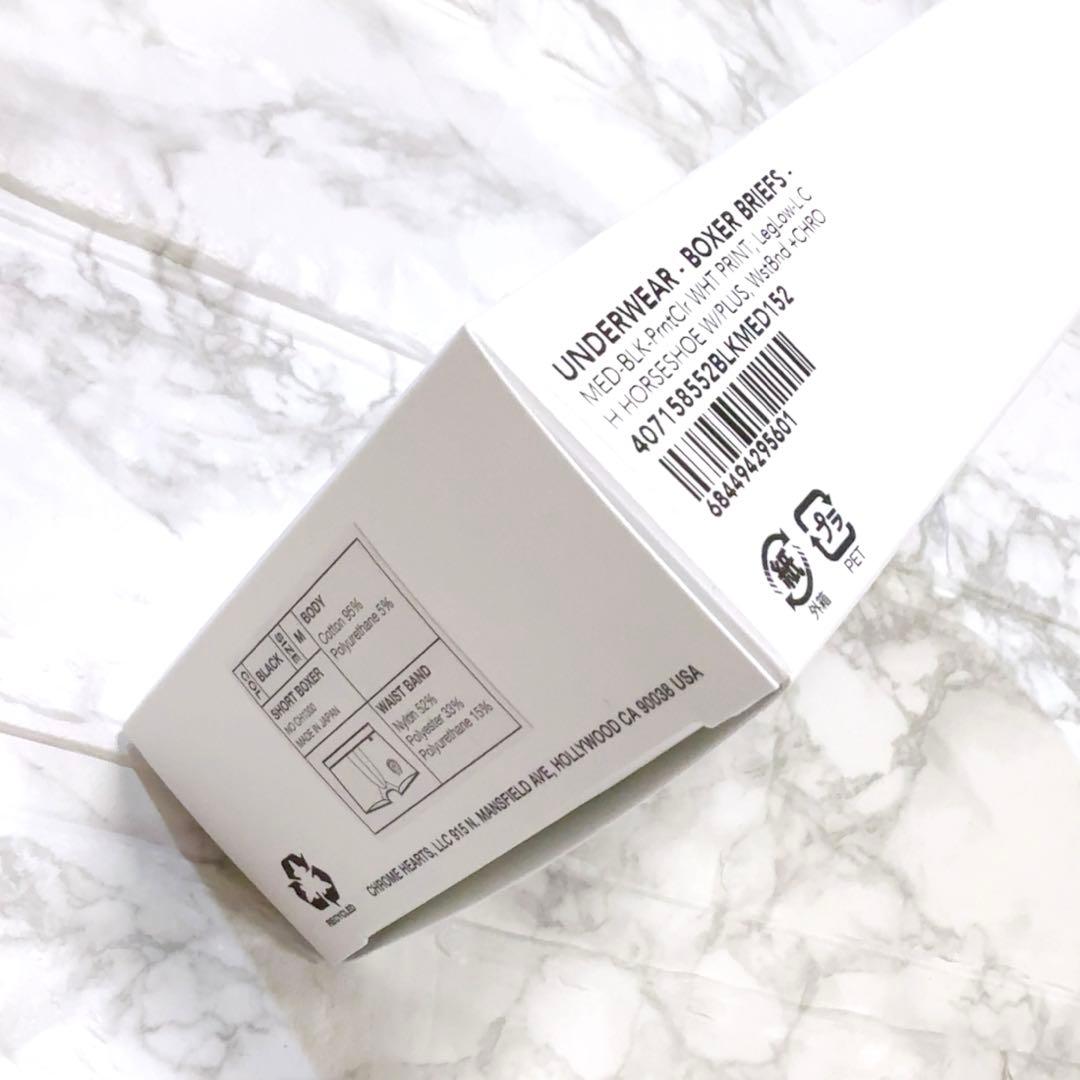 UNDERWEAR - BOXER BRIEFS -
MED-BLK-PrntClr WHT PRINT, LegLow-L C
H HORSESHOE W/PLUS, WstBnd +CHRO
407158552BLKMED152
684494295601
紙
外箱
プラ
PET
COL BLACK SIZE M
SHORT BOXER
NO.CH1000
MADE IN JAPAN
BODY
Cotton 95%
Polyurethane 5%
WAIST BAND
Nylon 52%
Polyester 33%
Polyurethane 15%
CHROME HEARTS, LLC 915 N. MANSFIELD AVE, HOLLYWOOD CA 90038 USA
RECYCLED